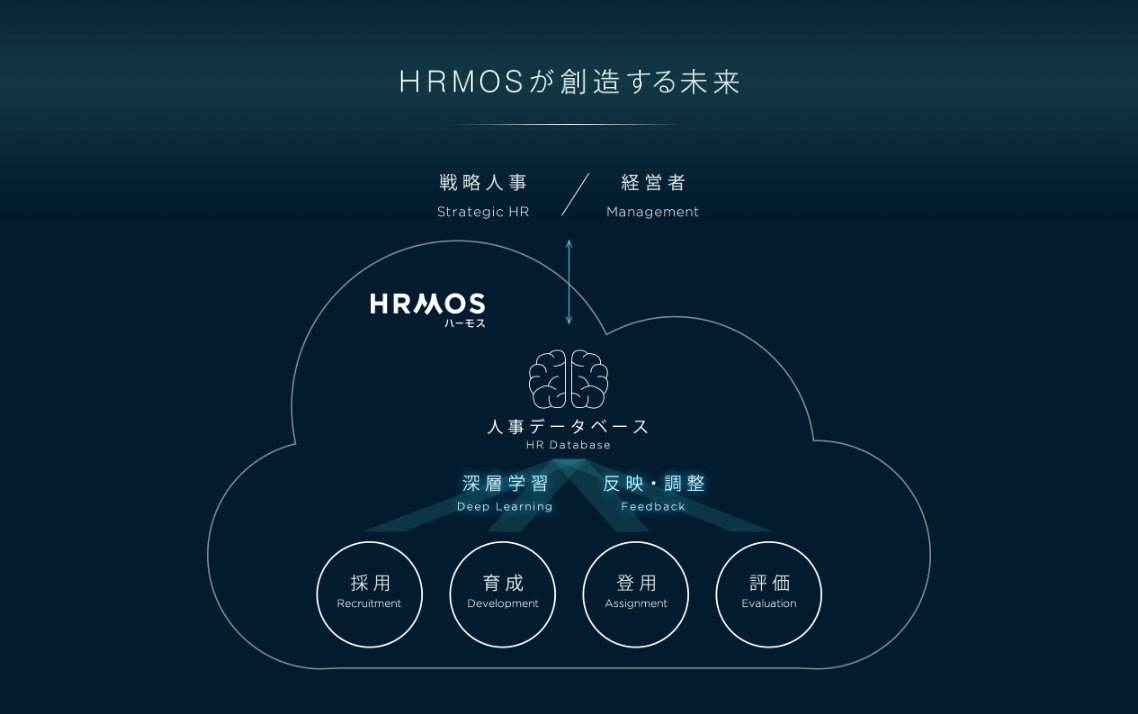 HRMOSが創造する未来
戦略人事
経営者
Strategic HR
Management
HRMOS
ハーモス
人事データベース
HR Database
深層学習
反映・調整
Deep Learning
Feedback
採用
育成
登用
評価
Recruitment
Development
Assignment
Evaluation